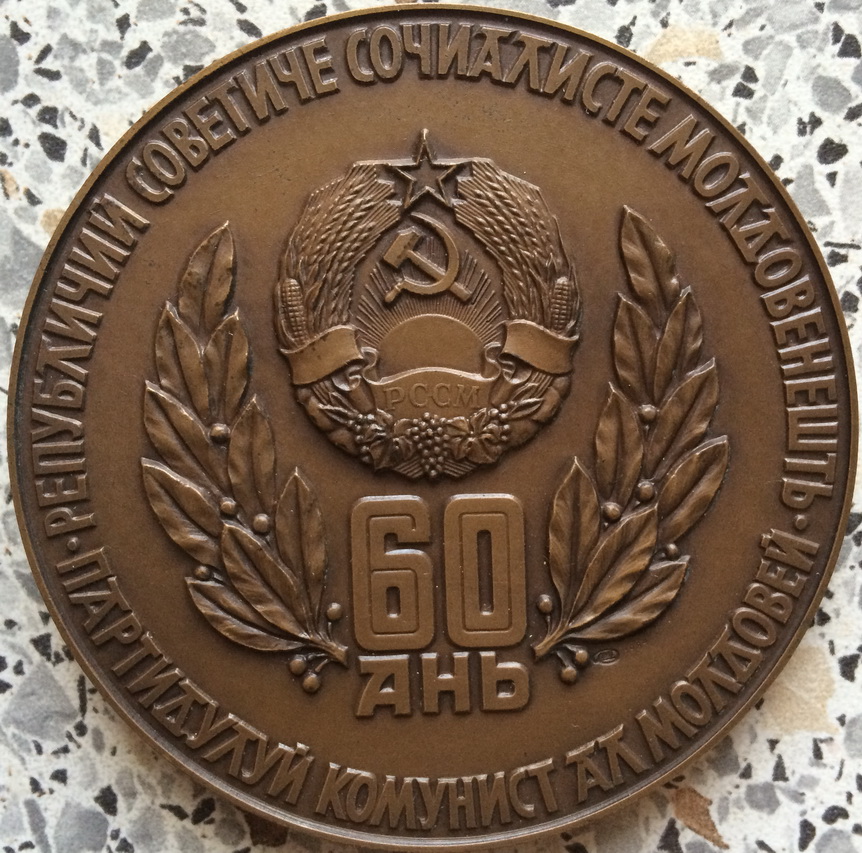 РЕПУБЛИЧИЙ СОВЕТИЧЕ СОЧИАЛИСТЕ МОЛДОВЕНЕШТЬ
· ПАРТИДУЛУЙ КОМУНИСТ АЛ МОЛДОВЕЙ ·
РССМ
60
АНЬ